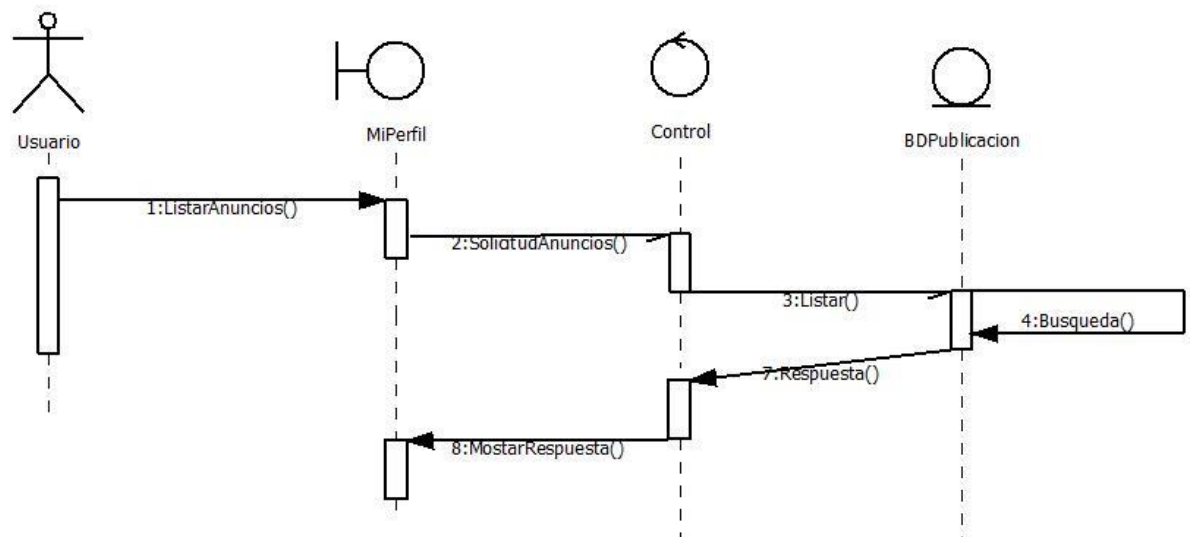 Usuario
MiPerfil
Control
BDPublicacion
1:ListarAnuncios()
2:SolicitudAnuncios()
3:Listar()
4:Busqueda()
7:Respuesta()
8:MostarRespuesta()